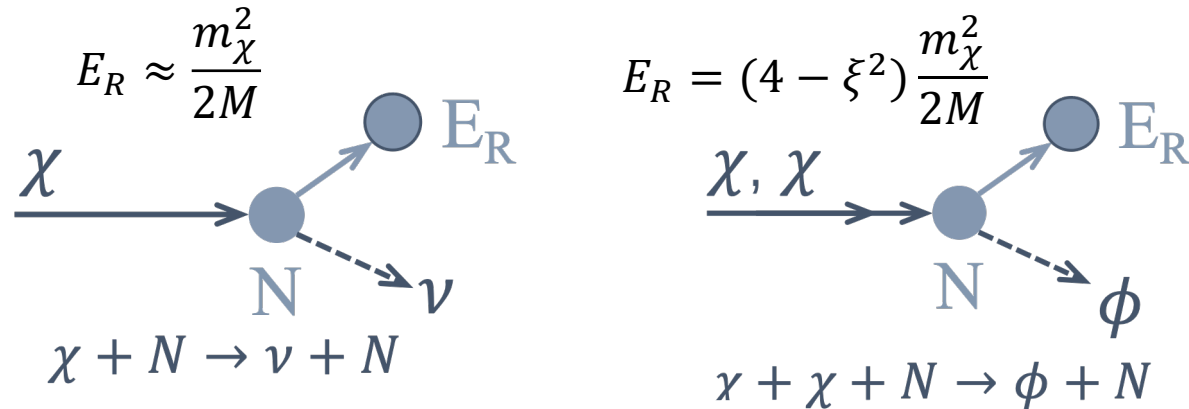 E_R ≈ m_χ^2 / 2M
χ
E_R
N
ν
χ + N → ν + N
E_R = (4 − ξ^2) m_χ^2 / 2M
χ, χ
E_R
N
ϕ
χ + χ + N → ϕ + N